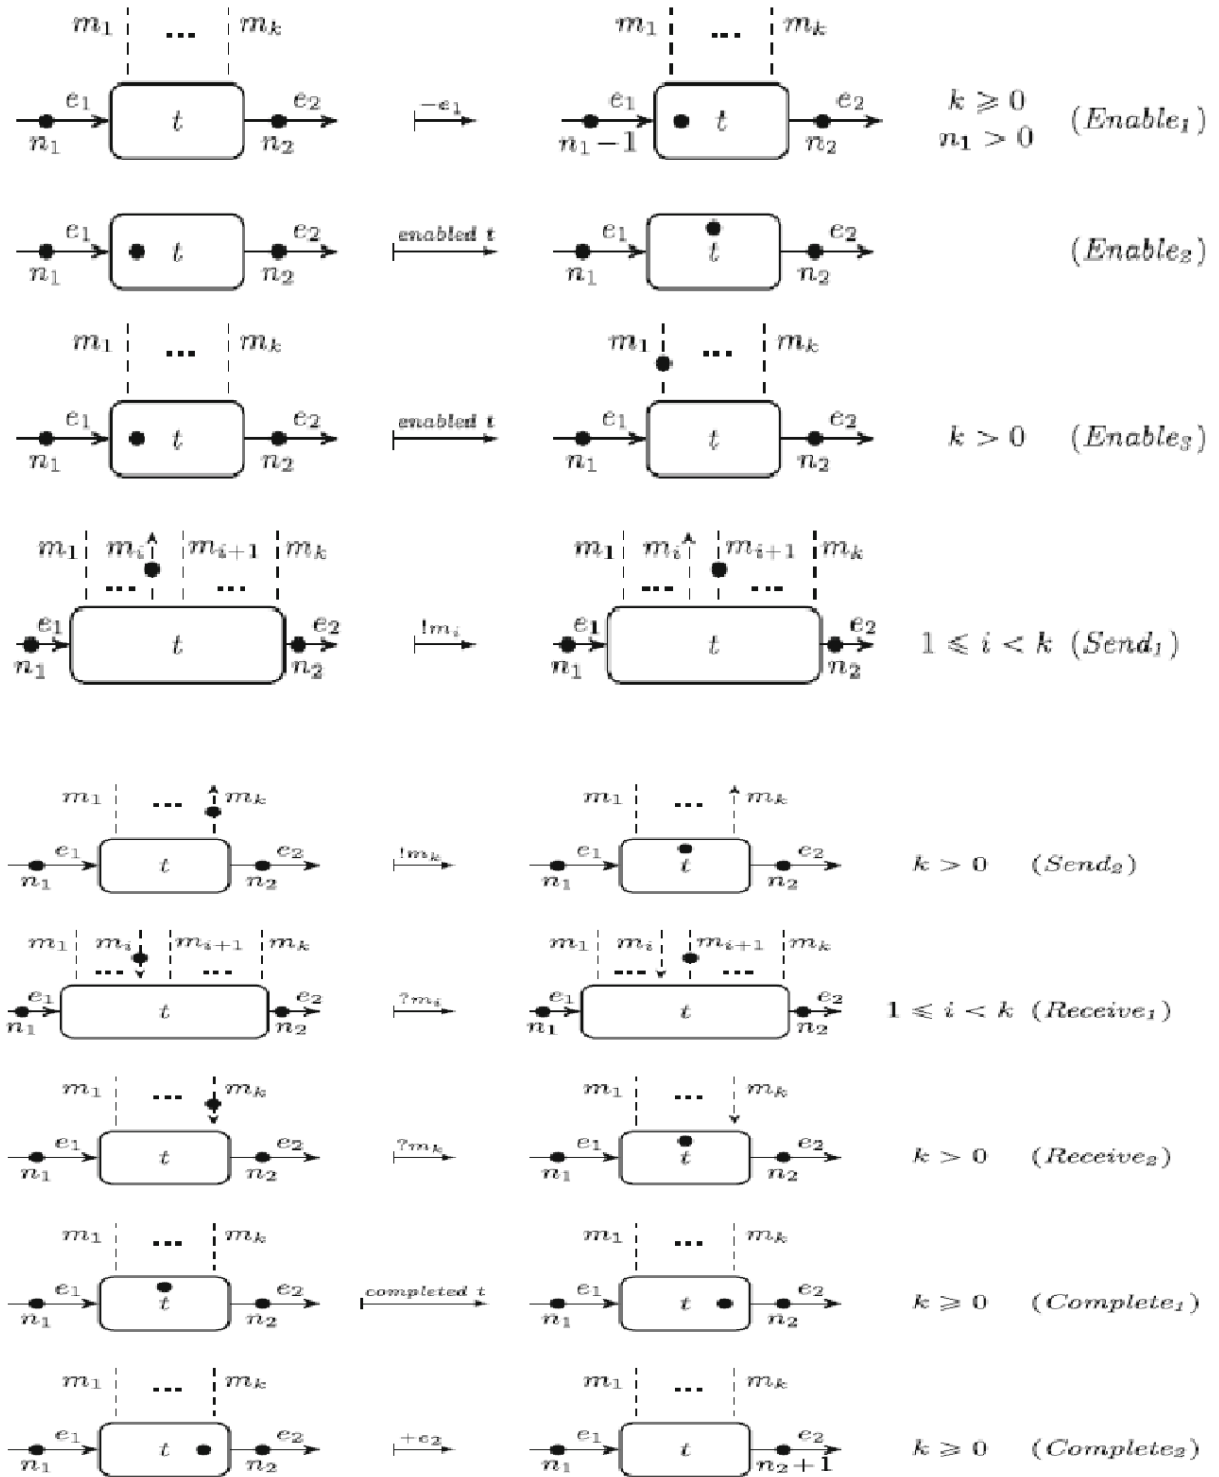 m₁ ... mₖ m₁ ... mₖ
e₁ t e₂ −e₁ e₁ t e₂ k ⩾ 0 (Enable₁)
n₁ n₂ n₁−1 n₂ n₁ > 0
e₁ t e₂ enabled t e₁ t e₂ (Enable₂)
n₁ n₂ n₁ n₂
m₁ ... mₖ m₁ ... mₖ
e₁ t e₂ enabled t e₁ t e₂ k > 0 (Enable₃)
n₁ n₂ n₁ n₂
m₁ ... mᵢ mᵢ₊₁ ... mₖ m₁ ... mᵢ mᵢ₊₁ ... mₖ
e₁ t e₂ !mᵢ e₁ t e₂ 1 ⩽ i < k (Send₁)
n₁ n₂ n₁ n₂
m₁ ... mₖ m₁ ... mₖ
e₁ t e₂ !mₖ e₁ t e₂ k > 0 (Send₂)
n₁ n₂ n₁ n₂
m₁ ... mᵢ mᵢ₊₁ ... mₖ m₁ ... mᵢ mᵢ₊₁ ... mₖ
e₁ t e₂ ?mᵢ e₁ t e₂ 1 ⩽ i < k (Receive₁)
n₁ n₂ n₁ n₂
m₁ ... mₖ m₁ ... mₖ
e₁ t e₂ ?mₖ e₁ t e₂ k > 0 (Receive₂)
n₁ n₂ n₁ n₂
m₁ ... mₖ m₁ ... mₖ
e₁ t e₂ completed t e₁ t e₂ k ⩾ 0 (Complete₁)
n₁ n₂ n₁ n₂
m₁ ... mₖ m₁ ... mₖ
e₁ t e₂ +e₂ e₁ t e₂ k ⩾ 0 (Complete₂)
n₁ n₂ n₁ n₂+1